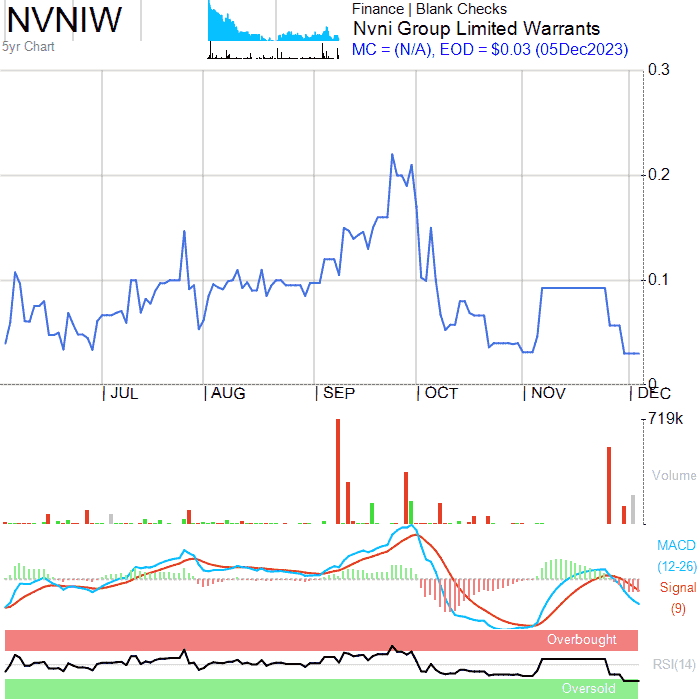 NVNIW
5yr Chart
Finance | Blank Checks
Nvni Group Limited Warrants
MC = (N/A), EOD = $0.03 (05Dec2023)
0.3
0.2
0.1
0
JUL AUG SEP OCT NOV DEC
719k
Volume
MACD
(12-26)
Signal
(9)
Overbought
RSI(14)
Oversold